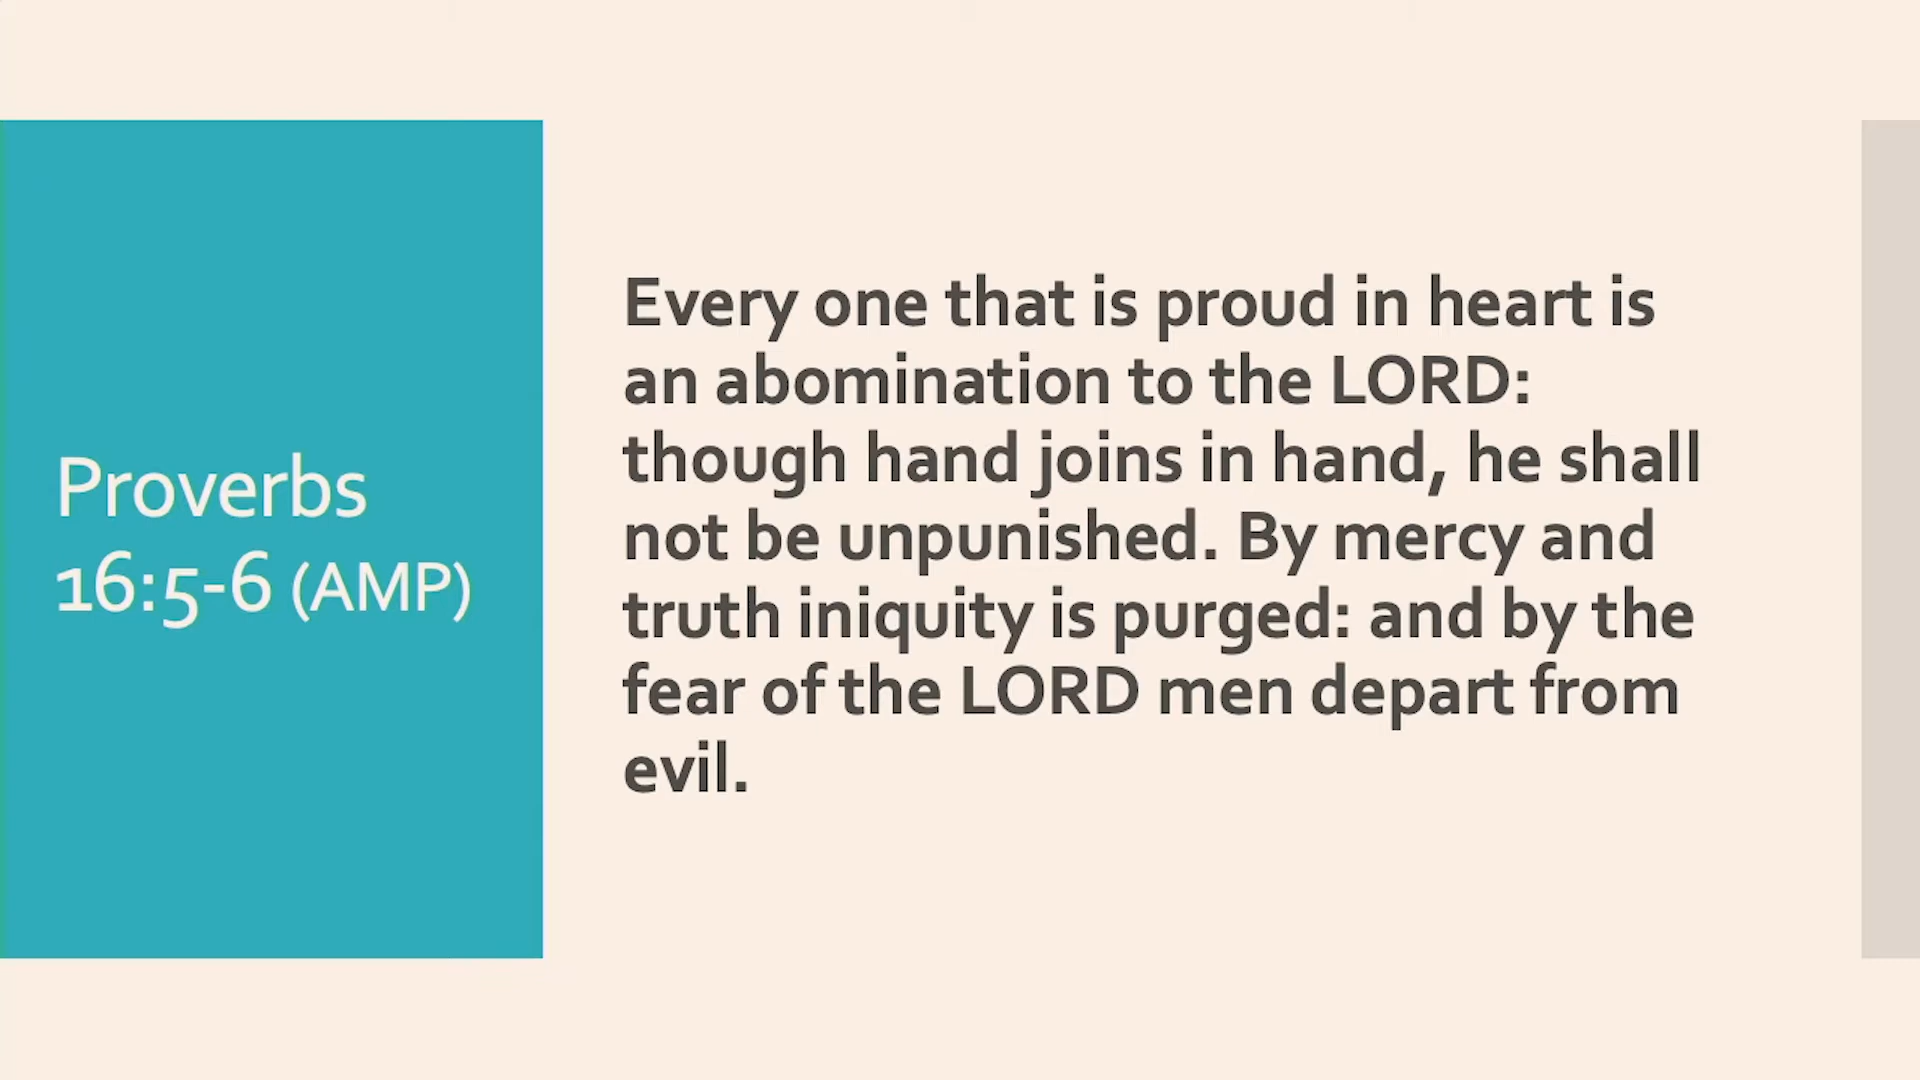 Proverbs
16:5-6 (AMP)
Every one that is proud in heart is
an abomination to the LORD:
though hand joins in hand, he shall
not be unpunished. By mercy and
truth iniquity is purged: and by the
fear of the LORD men depart from
evil.